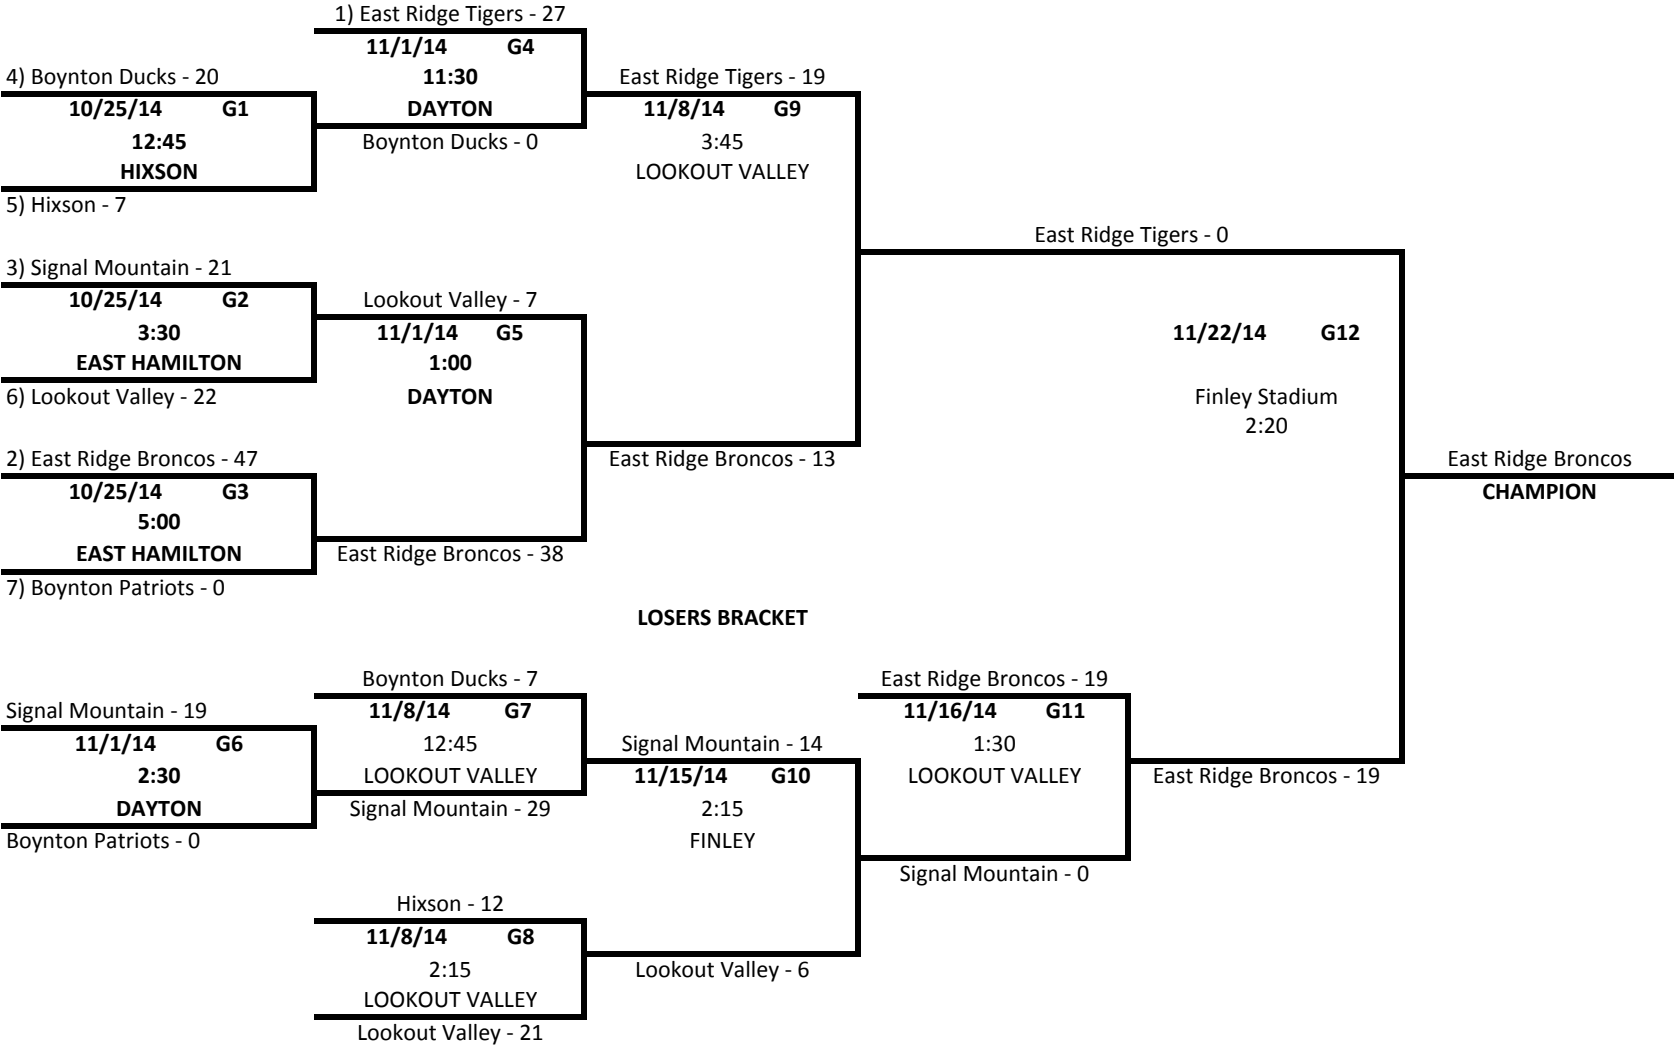 1) East Ridge Tigers - 27
11/1/14 G4
4) Boynton Ducks - 20
11:30
East Ridge Tigers - 19
10/25/14 G1
DAYTON
11/8/14 G9
12:45
Boynton Ducks - 0
3:45
HIXSON
LOOKOUT VALLEY
5) Hixson - 7
East Ridge Tigers - 0
3) Signal Mountain - 21
10/25/14 G2
Lookout Valley - 7
3:30
11/1/14 G5
11/22/14 G12
EAST HAMILTON
1:00
6) Lookout Valley - 22
DAYTON
Finley Stadium
2:20
2) East Ridge Broncos - 47
East Ridge Broncos - 13
East Ridge Broncos
10/25/14 G3
CHAMPION
5:00
EAST HAMILTON
East Ridge Broncos - 38
7) Boynton Patriots - 0
LOSERS BRACKET
Boynton Ducks - 7
East Ridge Broncos - 19
Signal Mountain - 19
11/8/14 G7
11/16/14 G11
11/1/14 G6
12:45
Signal Mountain - 14
1:30
2:30
LOOKOUT VALLEY
11/15/14 G10
LOOKOUT VALLEY
East Ridge Broncos - 19
DAYTON
Signal Mountain - 29
2:15
Boynton Patriots - 0
FINLEY
Signal Mountain - 0
Hixson - 12
11/8/14 G8
2:15
Lookout Valley - 6
LOOKOUT VALLEY
Lookout Valley - 21